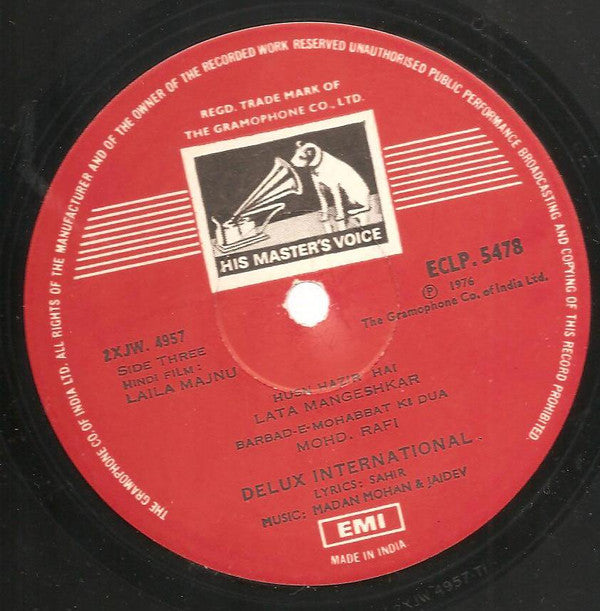 THE GRAMOPHONE CO. OF INDIA LTD. ALL RIGHTS OF THE MANUFACTURER AND OF THE OWNER OF THE RECORDED WORK RESERVED UNAUTHORISED PUBLIC PERFORMANCE BROADCASTING AND COPYING OF THIS RECORD PROHIBITED.
REGD. TRADE MARK OF
THE GRAMOPHONE CO., LTD.
HIS MASTER'S VOICE
ECLP. 5478
℗ 1976
The Gramophone Co. of India Ltd.
2XJW. 4957
SIDE THREE
HINDI FILM:
LAILA MAJNU
HUSN HAZIR HAI
LATA MANGESHKAR
BARBAD-E-MOHABBAT KI DUA
MOHD. RAFI
DELUX INTERNATIONAL
LYRICS: SAHIR
MUSIC: MADAN MOHAN & JAIDEV
EMI
MADE IN INDIA
2XJW 4957